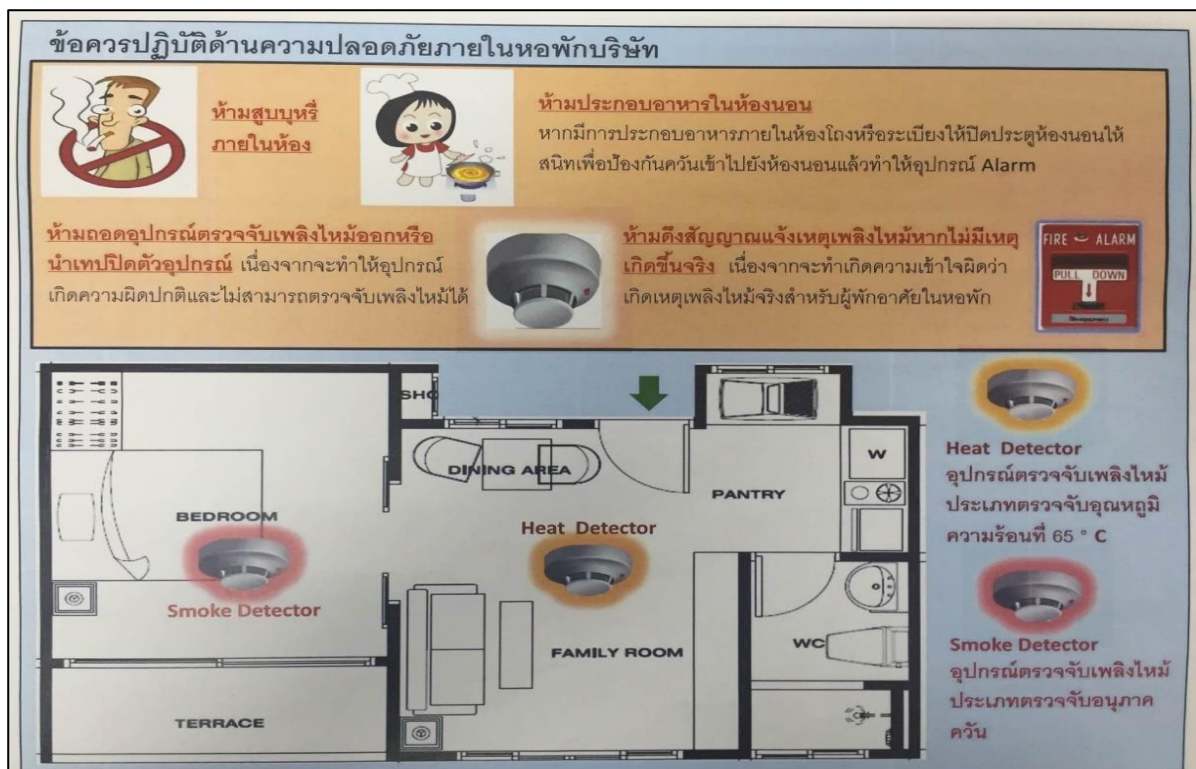 ข้อควรปฏิบัติด้านความปลอดภัยภายในหอพักบริษัท
ห้ามสูบบุหรี่
ภายในห้อง
ห้ามประกอบอาหารในห้องนอน
หากมีการประกอบอาหารภายในห้องโถงหรือระเบียงให้ปิดประตูห้องนอนให้
สนิทเพื่อป้องกันควันเข้าไปยังห้องนอนแล้วทำให้อุปกรณ์ Alarm
ห้ามถอดอุปกรณ์ตรวจจับเพลิงไหม้ออกหรือ
นำเทปปิดตัวอุปกรณ์ เนื่องจากจะทำให้อุปกรณ์
เกิดความผิดปกติและไม่สามารถตรวจจับเพลิงไหม้ได้
ห้ามดึงสัญญาณแจ้งเหตุเพลิงไหม้หากไม่มีเหตุ
เกิดขึ้นจริง เนื่องจากจะทำเกิดความเข้าใจผิดว่า
เกิดเหตุเพลิงไหม้จริงสำหรับผู้พักอาศัยในหอพัก
FIRE ALARM
PULL DOWN
SHO
DINING AREA
W
PANTRY
BEDROOM
Heat Detector
Smoke Detector
FAMILY ROOM
WC
TERRACE
Heat Detector
อุปกรณ์ตรวจจับเพลิงไหม้
ประเภทตรวจจับอุณหภูมิ
ความร้อนที่ 65 ° C
Smoke Detector
อุปกรณ์ตรวจจับเพลิงไหม้
ประเภทตรวจจับอนุภาค
ควัน